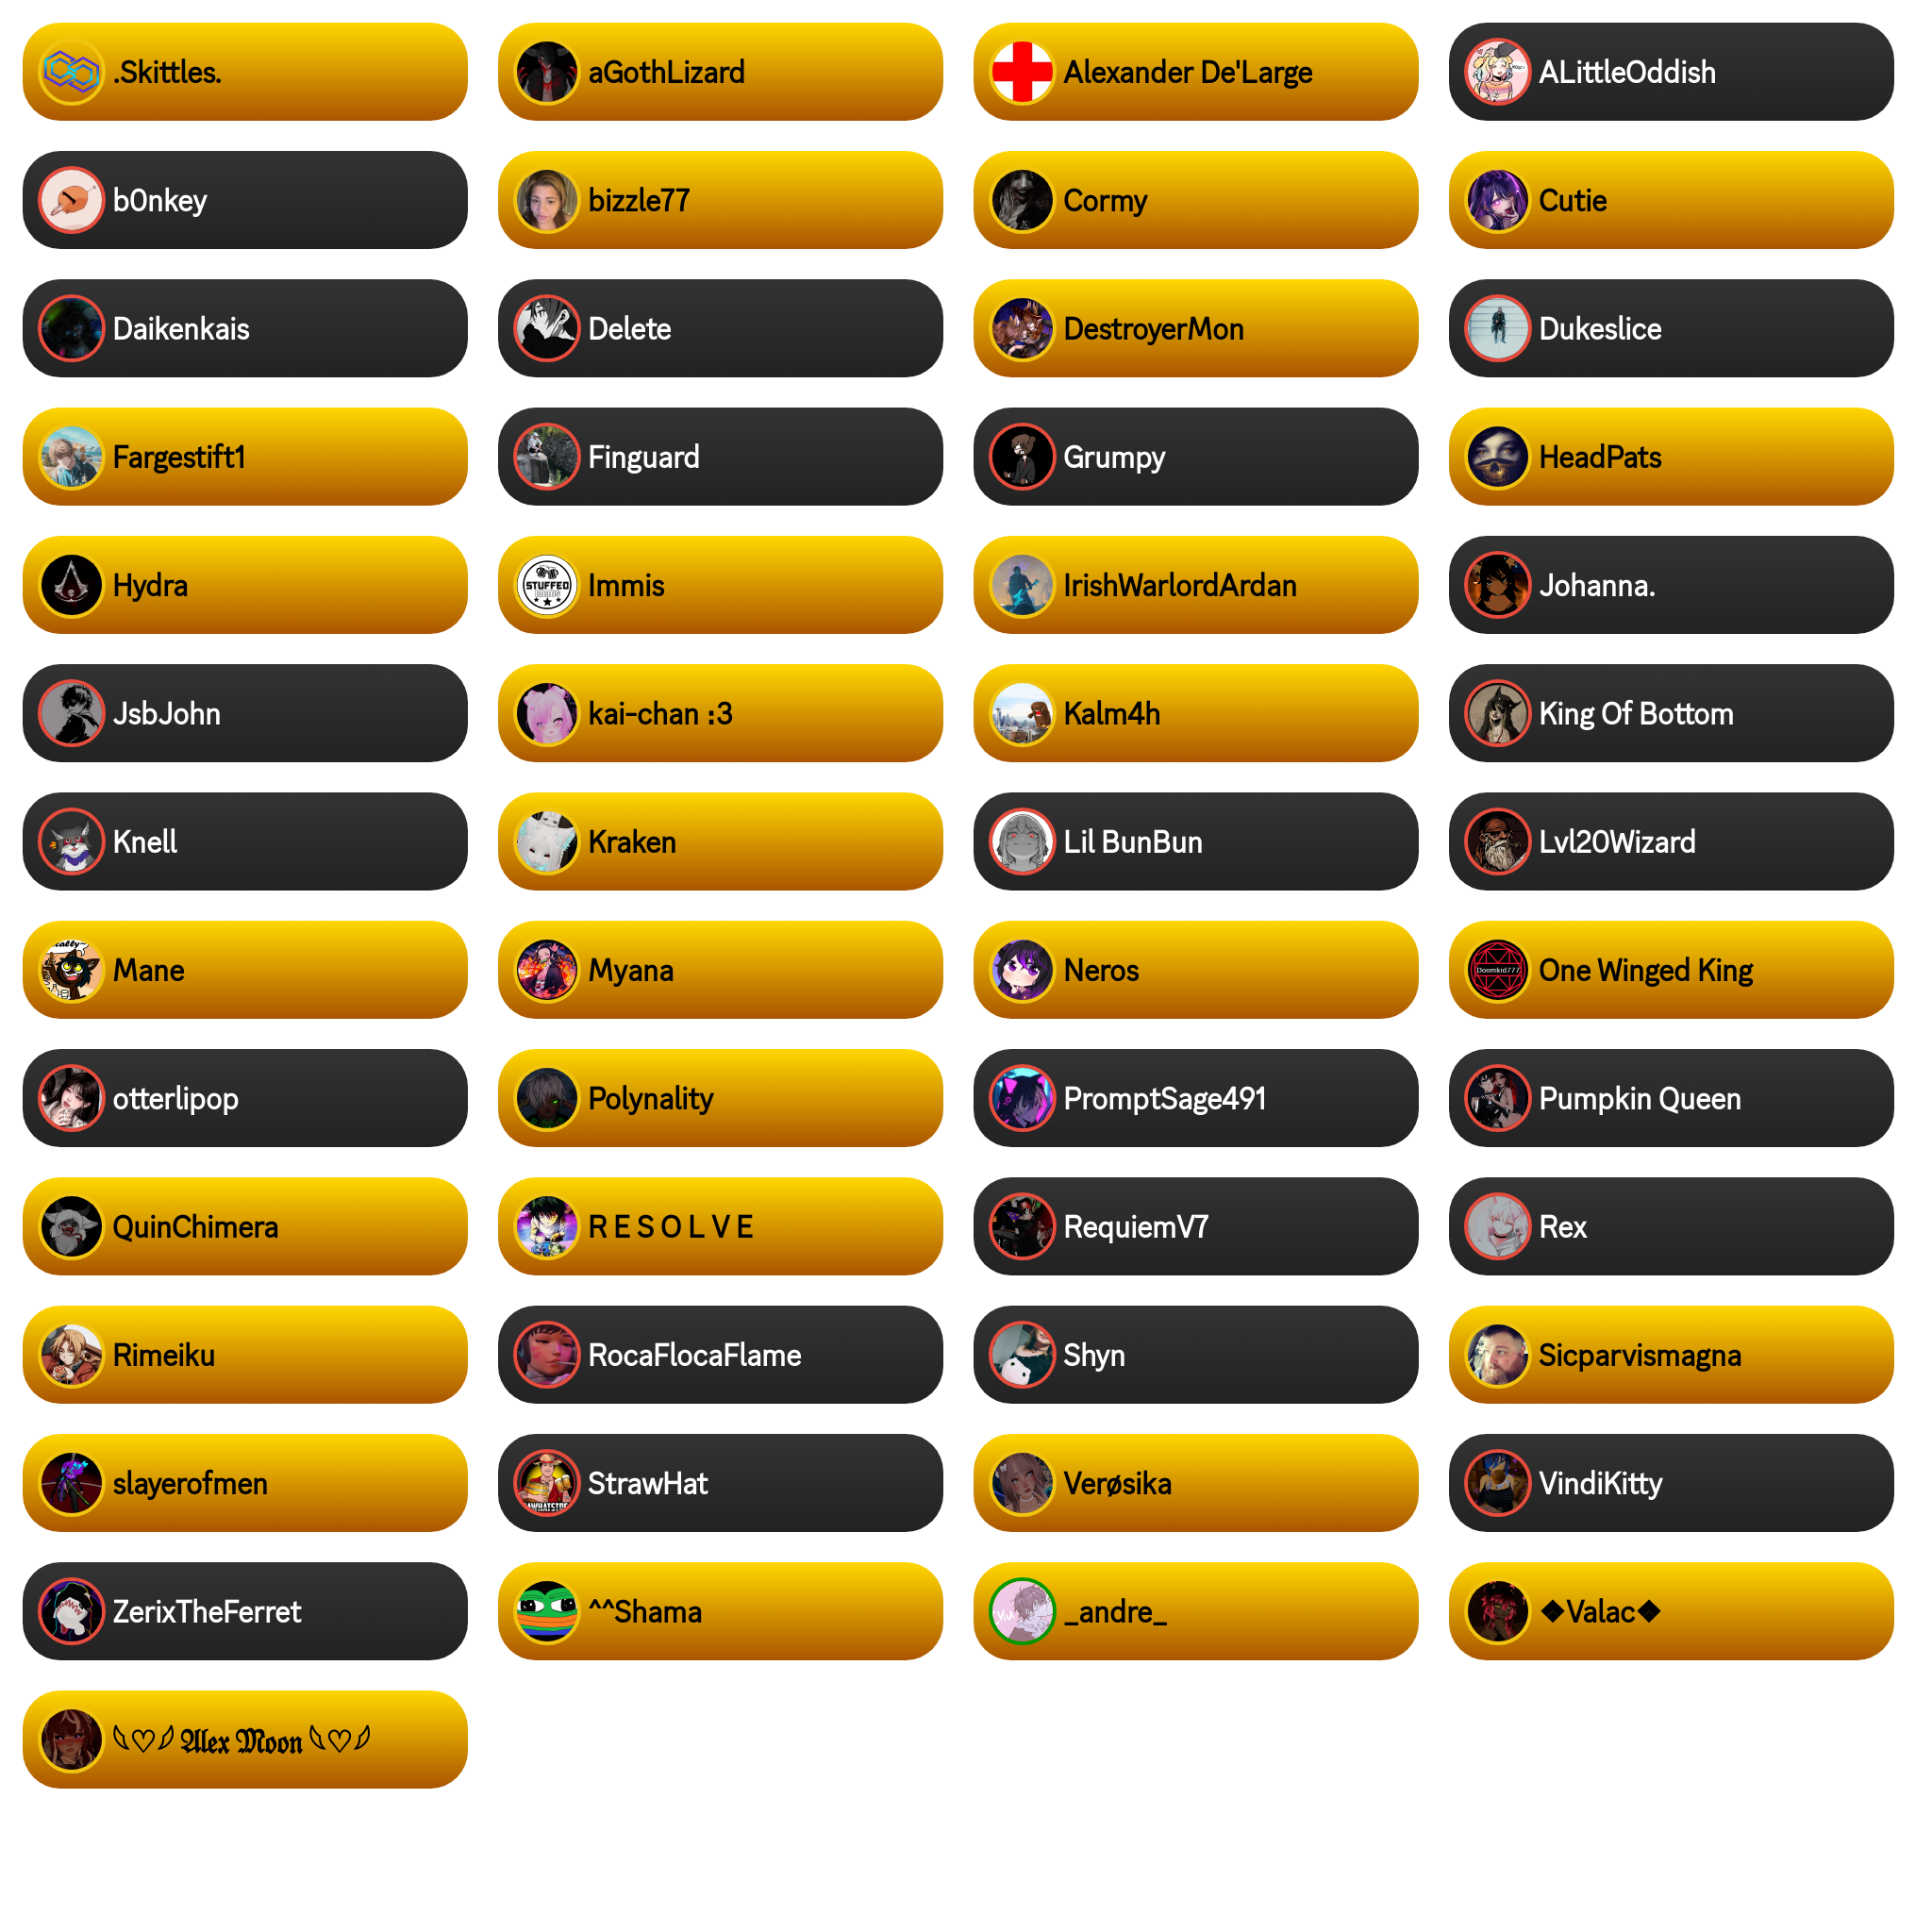 .Skittles.
aGothLizard
Alexander De'Large
ALittleOddish
b0nkey
bizzle77
Cormy
Cutie
Daikenkais
Delete
DestroyerMon
Dukeslice
Fargestift1
Finguard
Grumpy
HeadPats
Hydra
STUFFED
Immis
IrishWarlordArdan
Johanna.
JsbJohn
kai-chan :3
Kalm4h
King Of Bottom
Knell
Kraken
Lil BunBun
Lvl20Wizard
Mane
Myana
Neros
Doomkid777
One Winged King
otterlipop
Polynality
PromptSage491
Pumpkin Queen
QuinChimera
R E S O L V E
RequiemV7
Rex
Rimeiku
RocaFlocaFlame
Shyn
Sicparvismagna
slayerofmen
StrawHat
Verøsika
VindiKitty
ZerixTheFerret
^^Shama
_andre_
❖Valac❖
𓆩♡𓆪 𝕬𝖑𝖊𝖝 𝕸𝖔𝖔𝖓 𓆩♡𓆪